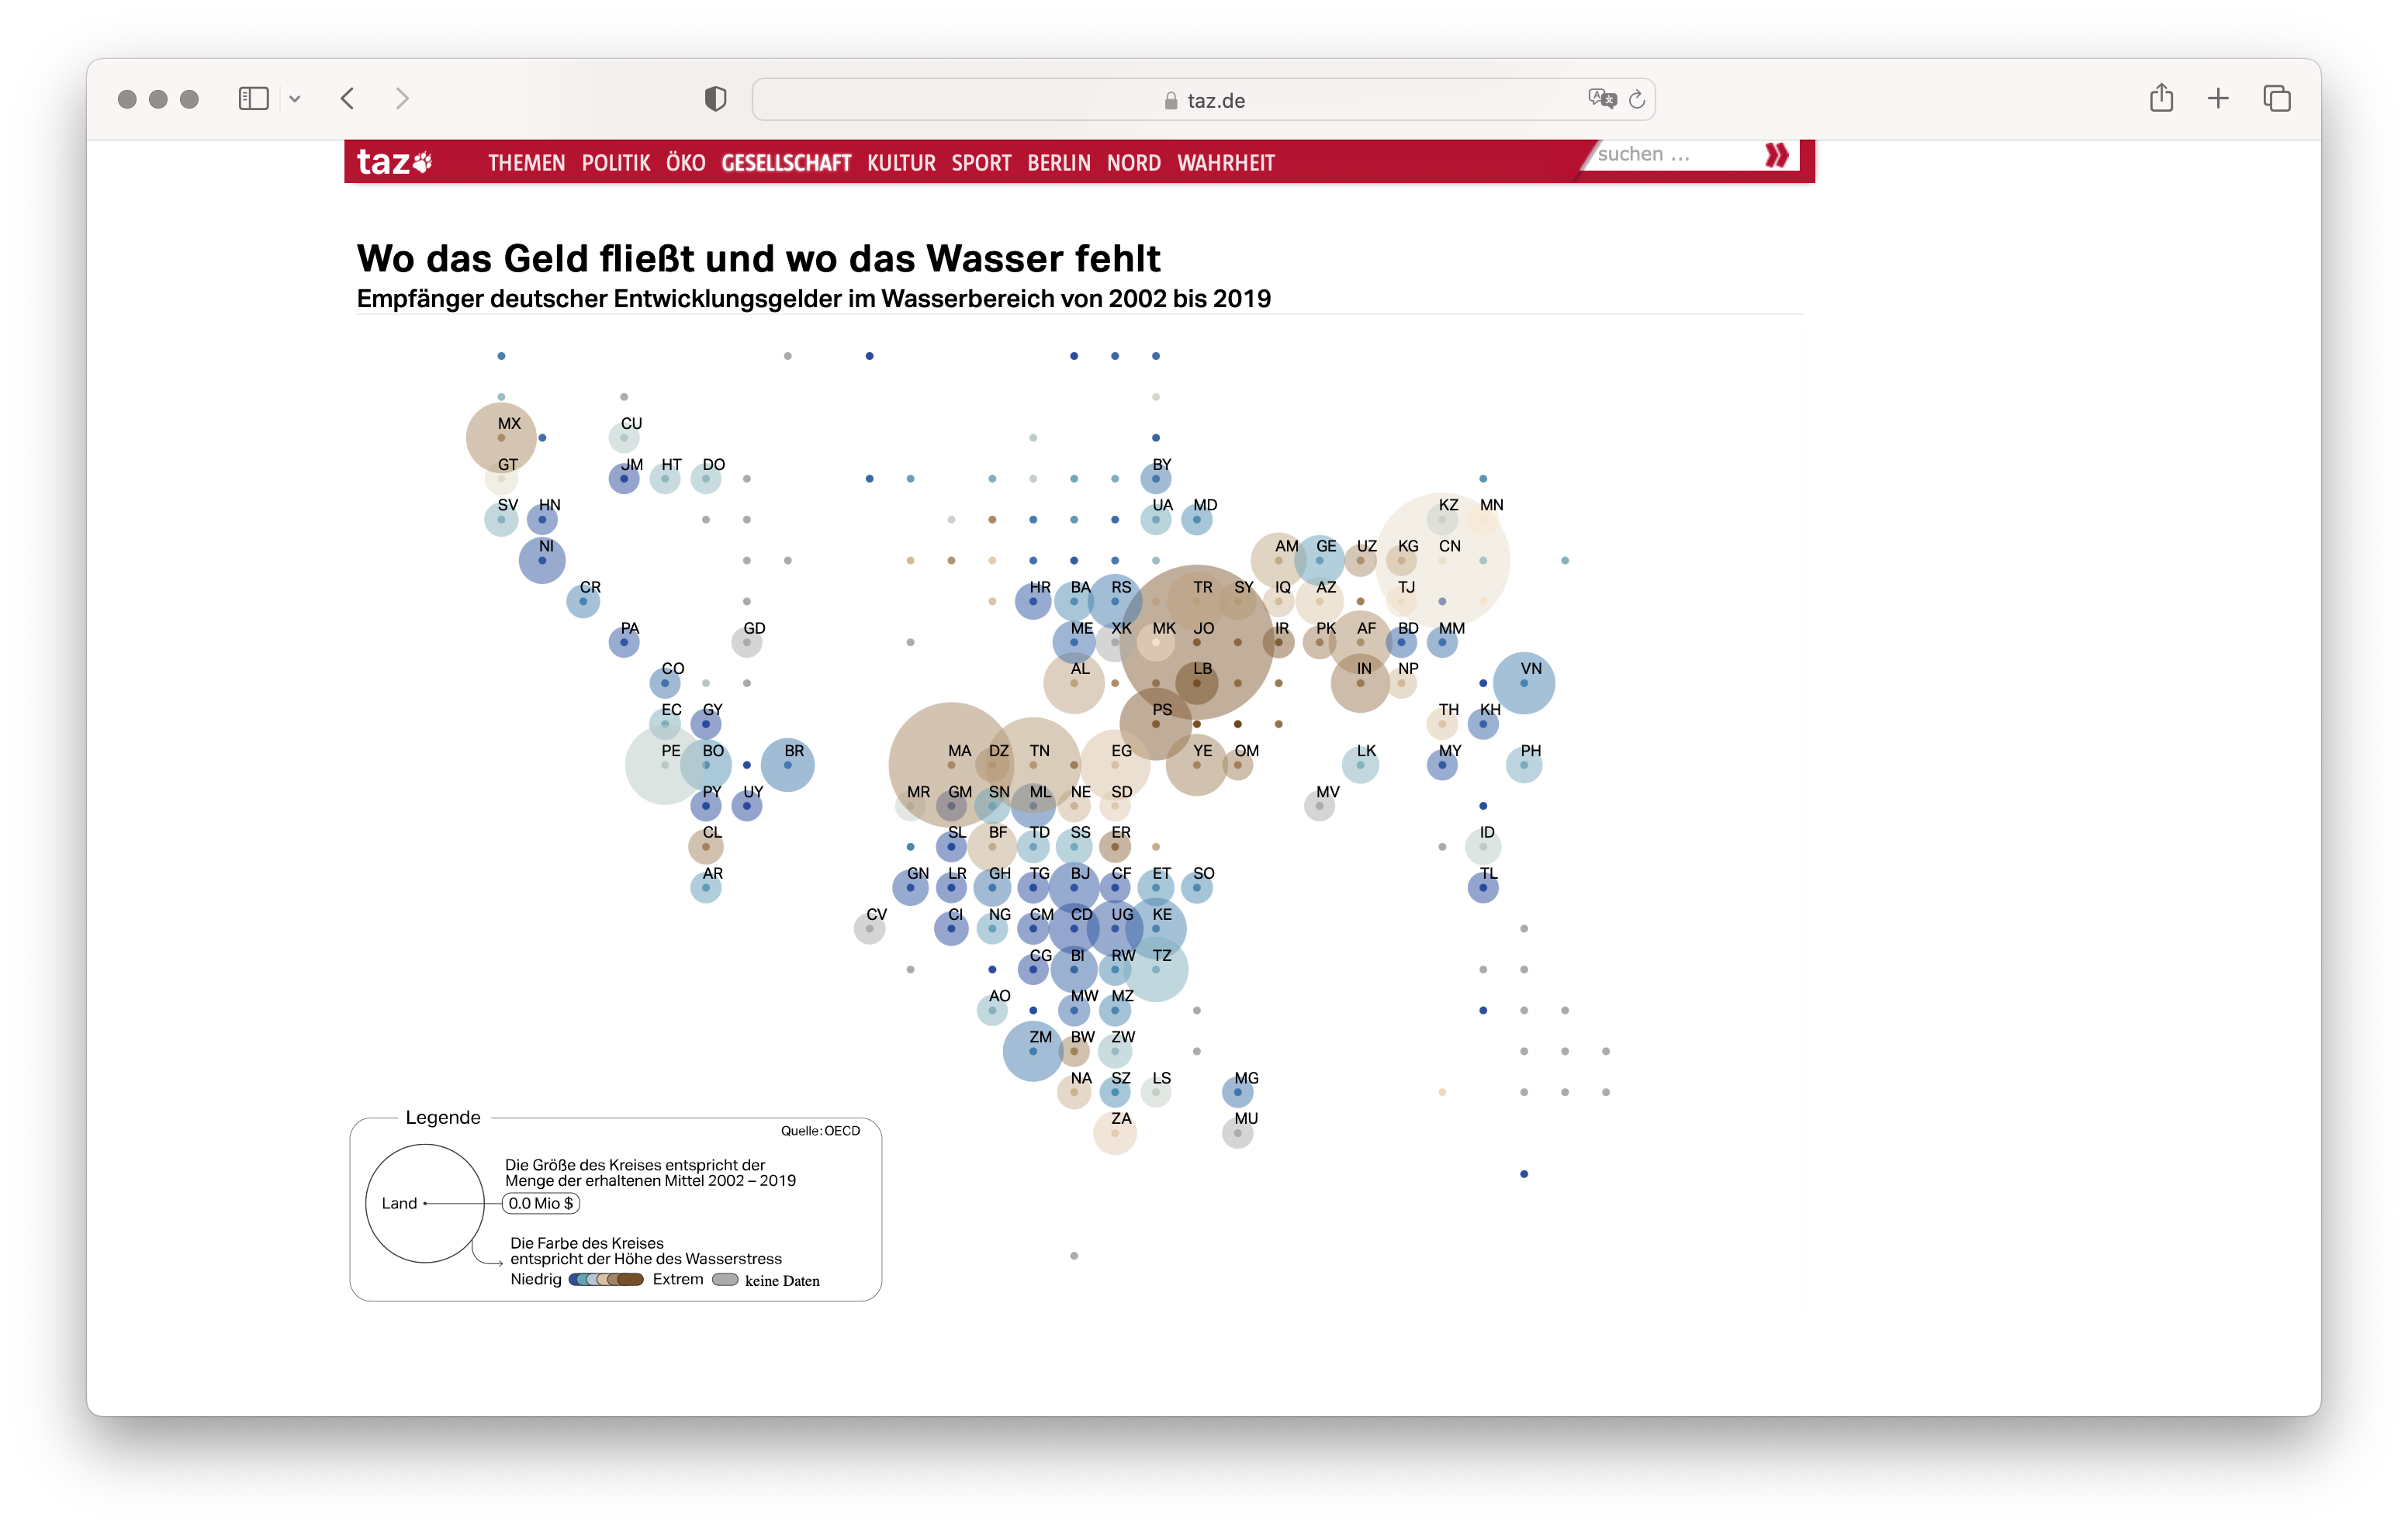 taz.de
taz
THEMEN POLITIK ÖKO GESELLSCHAFT KULTUR SPORT BERLIN NORD WAHRHEIT
suchen ...
Wo das Geld fließt und wo das Wasser fehlt
Empfänger deutscher Entwicklungsgelder im Wasserbereich von 2002 bis 2019
MX CU
GT JM HT DO BY
SV HN UA MD KZ MN
NI AM GE UZ KG CN
CR HR BA RS TR SY IQ AZ TJ
PA GD ME XK MK JO IR PK AF BD MM
CO AL LB IN NP VN
EC GY PS TH KH
PE BO BR MA DZ TN EG YE OM LK MY PH
PY UY MR GM SN ML NE SD MV
CL SL BF TD SS ER ID
AR GN LR GH TG BJ CF ET SO TL
CV CI NG CM CD UG KE
CG BI RW TZ
AO MW MZ
ZM BW ZW
NA SZ LS MG
ZA MU
Legende
Quelle: OECD
Die Größe des Kreises entspricht der
Menge der erhaltenen Mittel 2002 – 2019
Land 0.0 Mio $
Die Farbe des Kreises
entspricht der Höhe des Wasserstress
Niedrig Extrem keine Daten